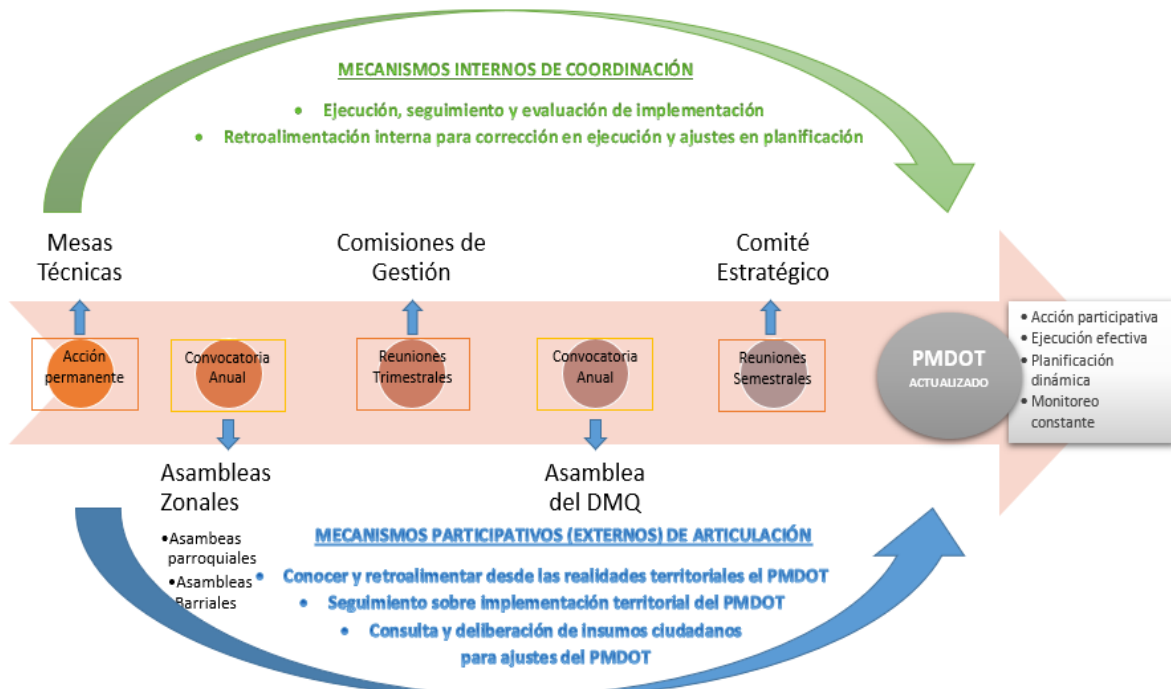 MECANISMOS INTERNOS DE COORDINACIÓN
• Ejecución, seguimiento y evaluación de implementación
• Retroalimentación interna para corrección en ejecución y ajustes en planificación
Mesas
Técnicas
Comisiones de
Gestión
Comité
Estratégico
Acción
permanente
Convocatoria
Anual
Reuniones
Trimestrales
Convocatoria
Anual
Reuniones
Semestrales
PMDOT
ACTUALIZADO
• Acción participativa
• Ejecución efectiva
• Planificación
dinámica
• Monitoreo
constante
Asambleas
Zonales
•Asambeas
parroquiales
•Asambleas
Barriales
Asamblea
del DMQ
MECANISMOS PARTICIPATIVOS (EXTERNOS) DE ARTICULACIÓN
• Conocer y retroalimentar desde las realidades territoriales el PMDOT
• Seguimiento sobre implementación territorial del PMDOT
• Consulta y deliberación de insumos ciudadanos
para ajustes del PMDOT